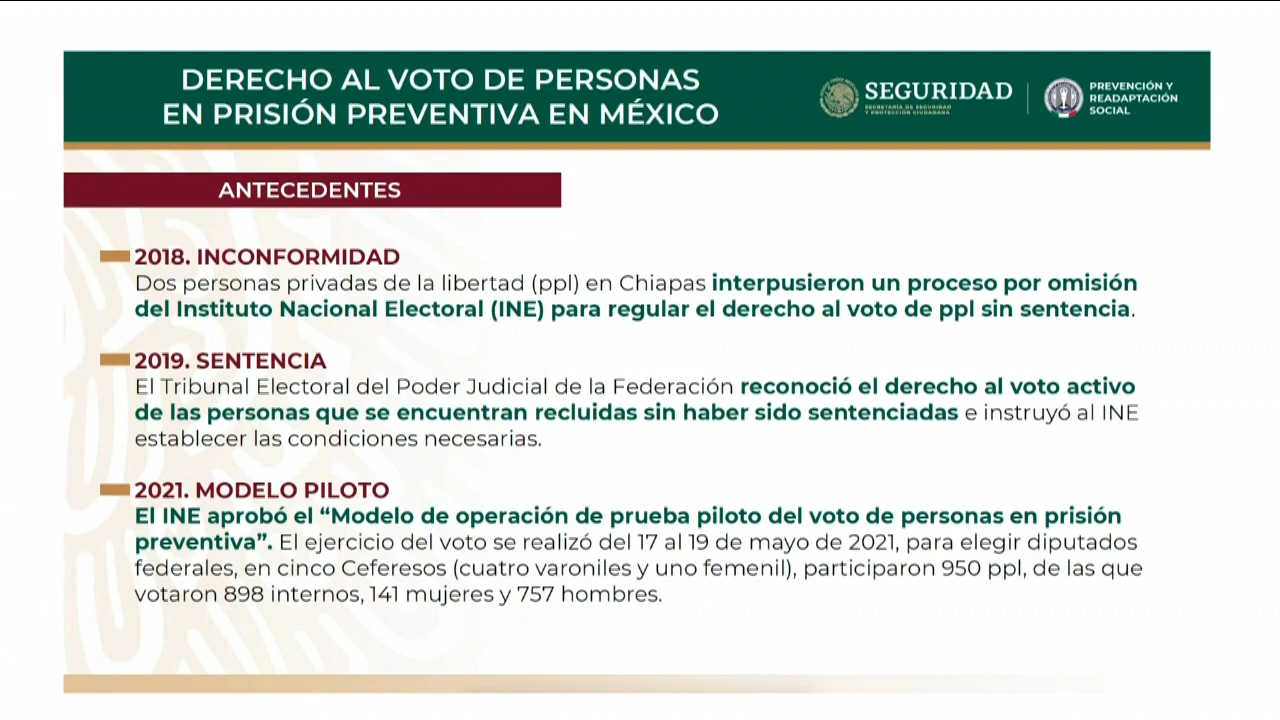 DERECHO AL VOTO DE PERSONAS
EN PRISIÓN PREVENTIVA EN MÉXICO
SEGURIDAD
SECRETARÍA DE SEGURIDAD
Y PROTECCIÓN CIUDADANA
PREVENCIÓN Y
READAPTACIÓN
SOCIAL
ANTECEDENTES
2018. INCONFORMIDAD
Dos personas privadas de la libertad (ppl) en Chiapas interpusieron un proceso por omisión
del Instituto Nacional Electoral (INE) para regular el derecho al voto de ppl sin sentencia.
2019. SENTENCIA
El Tribunal Electoral del Poder Judicial de la Federación reconoció el derecho al voto activo
de las personas que se encuentran recluidas sin haber sido sentenciadas e instruyó al INE
establecer las condiciones necesarias.
2021. MODELO PILOTO
El INE aprobó el “Modelo de operación de prueba piloto del voto de personas en prisión
preventiva”. El ejercicio del voto se realizó del 17 al 19 de mayo de 2021, para elegir diputados
federales, en cinco Ceferesos (cuatro varoniles y uno femenil), participaron 950 ppl, de las que
votaron 898 internos, 141 mujeres y 757 hombres.